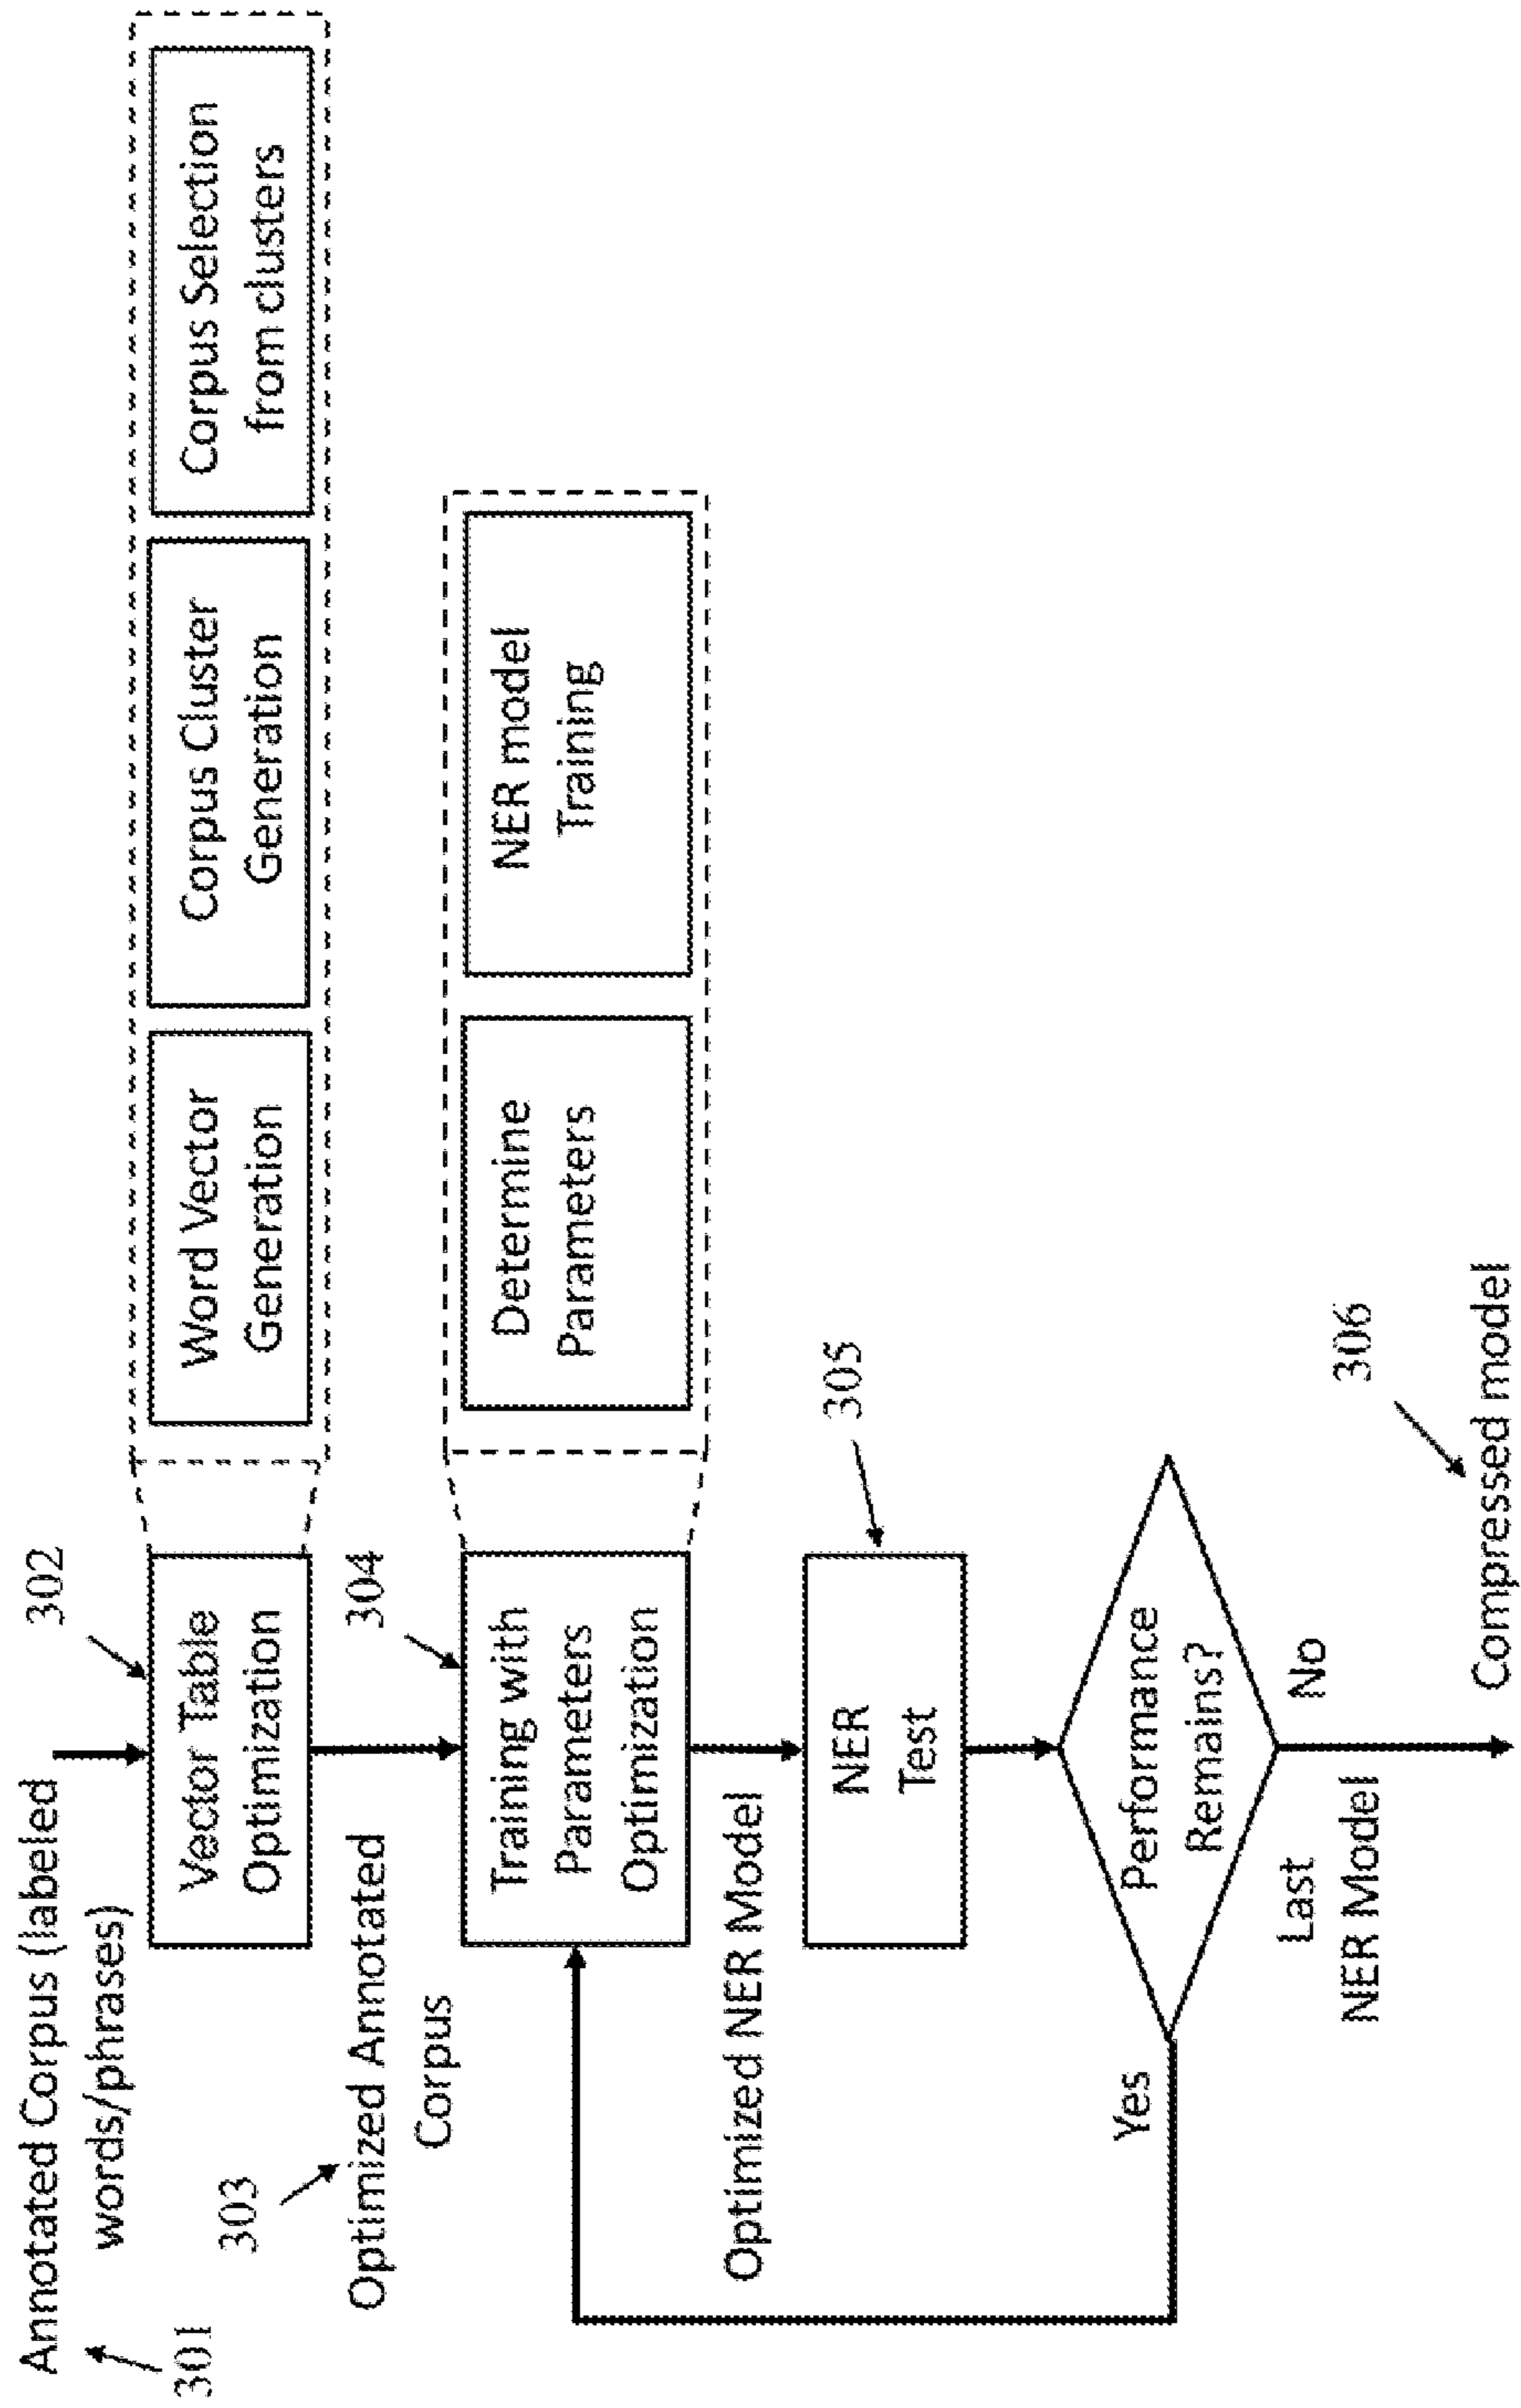 301
Annotated Corpus (labeled
words/phrases)
302
Vector Table
Optimization
Word Vector
Generation
Corpus Cluster
Generation
Corpus Selection
from clusters
303
Optimized Annotated
Corpus
304
Training with
Parameters
Optimization
Determine
Parameters
NER model
Training
Optimized NER Model
NER
Test
305
Performance
Remains?
Yes
No
Last
NER Model
306
Compressed model